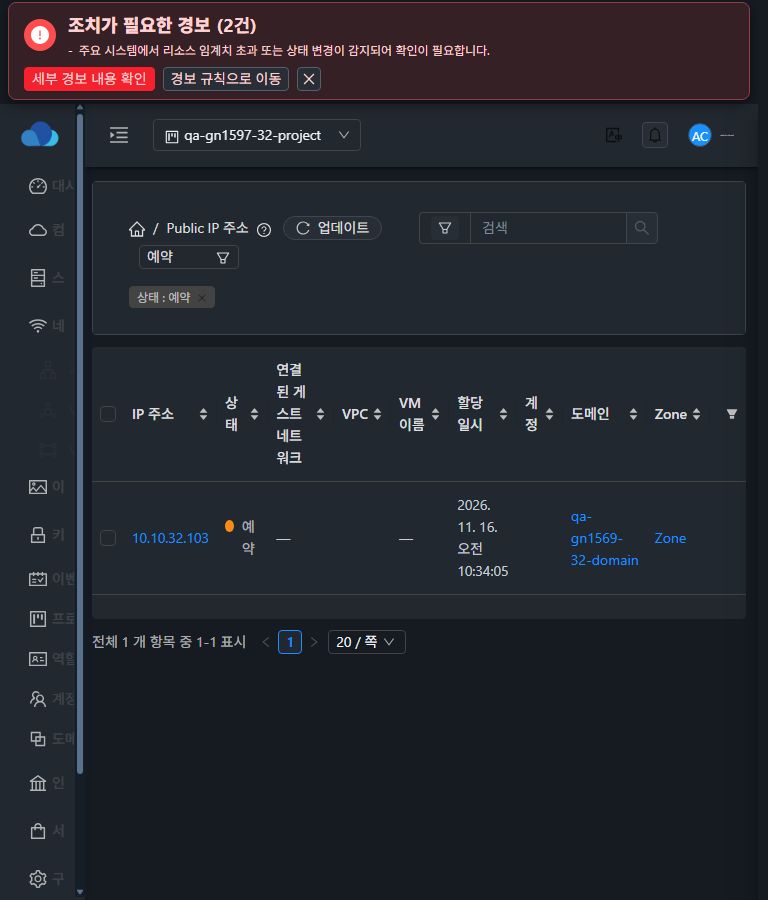 조치가 필요한 경보 (2건)
- 주요 시스템에서 리소스 임계치 초과 또는 상태 변경이 감지되어 확인이 필요합니다.
세부 경보 내용 확인 경보 규칙으로 이동
qa-gn1597-32-project
AC
/ Public IP 주소 업데이트 검색
예약
상태 : 예약
IP 주소
상
태
연결
된 게
스트
네트
워크
VPC
VM
이름
할당
일시
계
정
도메인
Zone
10.10.32.103
예
약
—
—
2026.
11. 16.
오전
10:34:05
qa-
gn1569-
32-domain
Zone
전체 1 개 항목 중 1-1 표시 1 20 / 쪽
컴
스
네
이
키
이벤
프로
역할
계정
도메
인
서
구